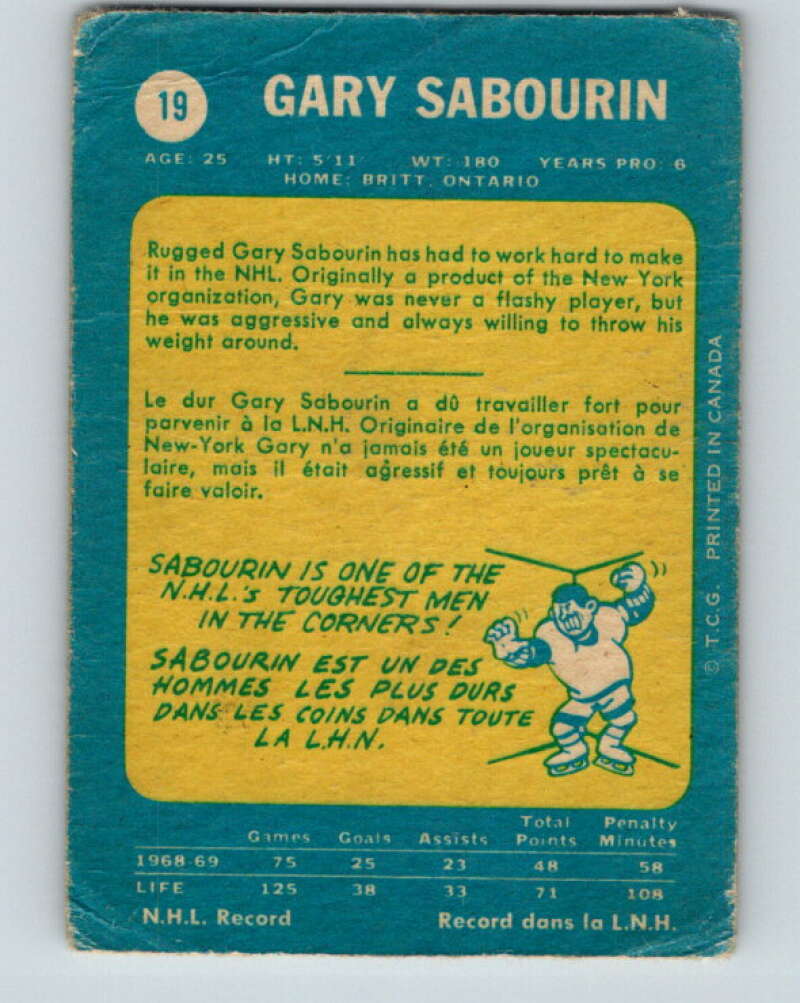 19 GARY SABOURIN
AGE: 25 HT: 5'11 WT: 180 YEARS PRO: 6
HOME: BRITT, ONTARIO
Rugged Gary Sabourin has had to work hard to make
it in the NHL. Originally a product of the New York
organization, Gary was never a flashy player, but
he was aggressive and always willing to throw his
weight around.
Le dur Gary Sabourin a dû travailler fort pour
parvenir à la L.N.H. Originaire de l'organisation de
New-York Gary n'a jamais été un joueur spectacu-
laire, mais il était agressif et toujours prêt à se
faire valoir.
SABOURIN IS ONE OF THE
N.H.L.'s TOUGHEST MEN
IN THE CORNERS!
SABOURIN EST UN DES
HOMMES LES PLUS DURS
DANS LES COINS DANS TOUTE
LA L.H.N.
Total Penalty
Games Goals Assists Points Minutes
1968-69 75 25 23 48 58
LIFE 125 38 33 71 108
N.H.L. Record Record dans la L.N.H.
© T.C.G. PRINTED IN CANADA